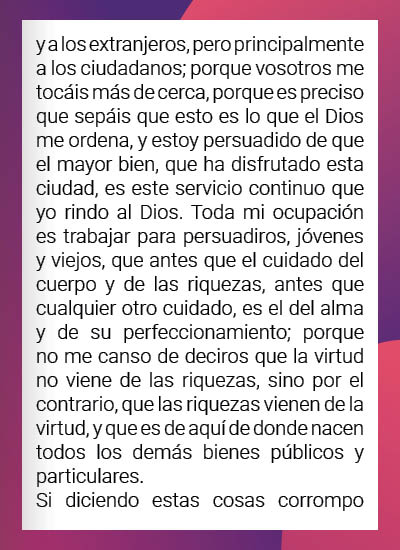 y a los extranjeros, pero principalmente
a los ciudadanos; porque vosotros me
tocáis más de cerca, porque es preciso
que sepáis que esto es lo que el Dios
me ordena, y estoy persuadido de que
el mayor bien, que ha disfrutado esta
ciudad, es este servicio continuo que
yo rindo al Dios. Toda mi ocupación
es trabajar para persuadiros, jóvenes
y viejos, que antes que el cuidado del
cuerpo y de las riquezas, antes que
cualquier otro cuidado, es el del alma
y de su perfeccionamiento; porque
no me canso de deciros que la virtud
no viene de las riquezas, sino por el
contrario, que las riquezas vienen de la
virtud, y que es de aquí de donde nacen
todos los demás bienes públicos y
particulares.
Si diciendo estas cosas corrompo